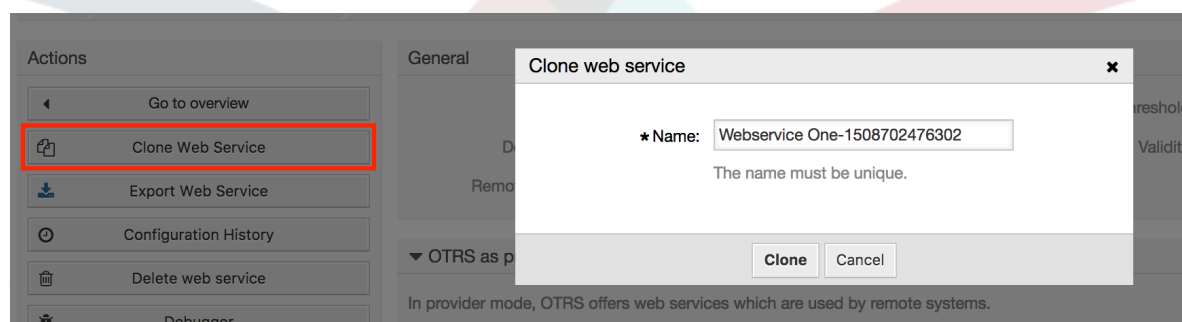 Actions
Go to overview
Clone Web Service
Export Web Service
Configuration History
Delete web service
Debugger
General
Clone web service
*Name: Webservice One-1508702476302
The name must be unique.
Clone Cancel
OTRS as p
In provider mode, OTRS offers web services which are used by remote systems.